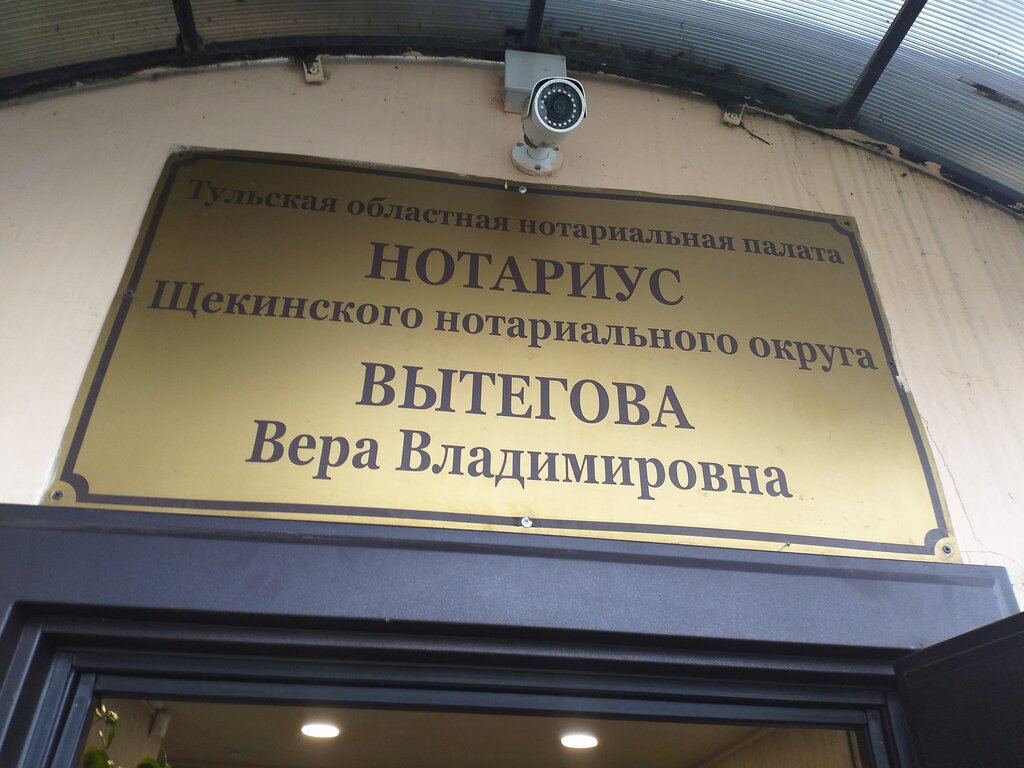 Тульская областная нотариальная палата
НОТАРИУС
Щекинского нотариального округа
ВЫТЕГОВА
Вера Владимировна